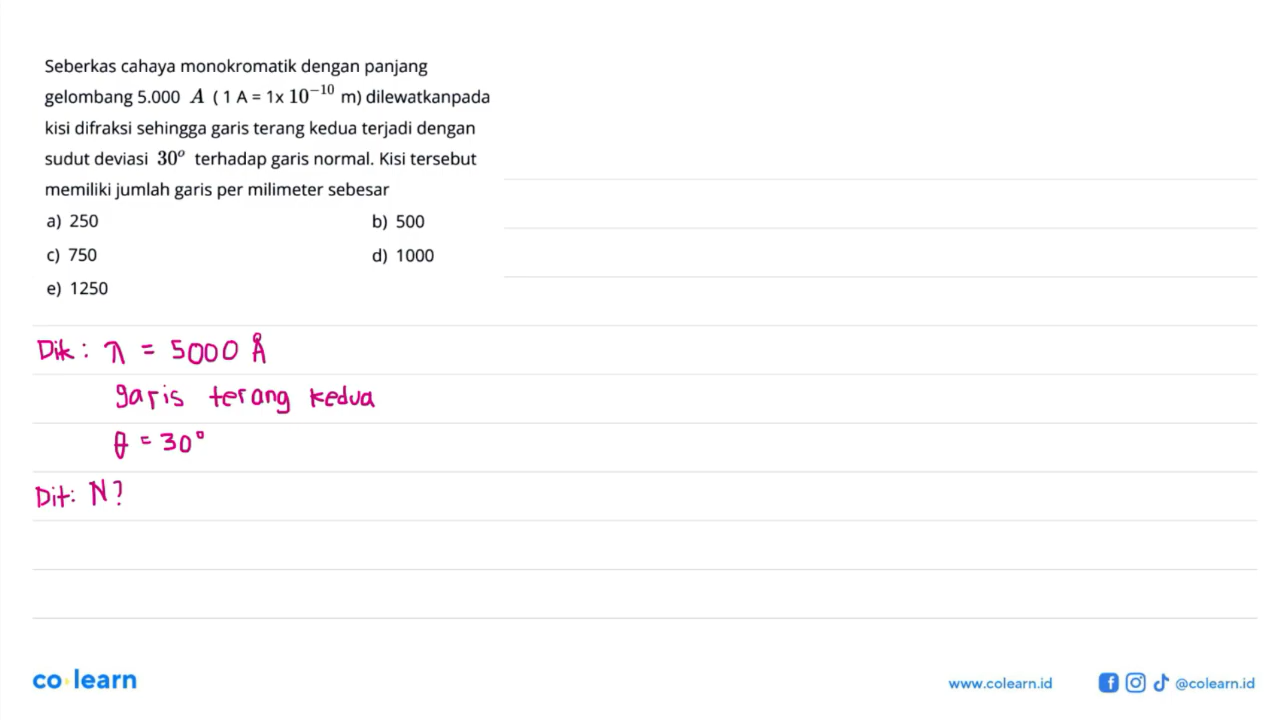 Seberkas cahaya monokromatik dengan panjang
gelombang 5.000 A ( 1 A = 1x 10⁻¹⁰ m) dilewatkanpada
kisi difraksi sehingga garis terang kedua terjadi dengan
sudut deviasi 30° terhadap garis normal. Kisi tersebut
memiliki jumlah garis per milimeter sebesar
a) 250 b) 500
c) 750 d) 1000
e) 1250
Dik : λ = 5000 Å
garis terang kedua
θ = 30°
Dit: N?
co learn www.colearn.id @colearn.id